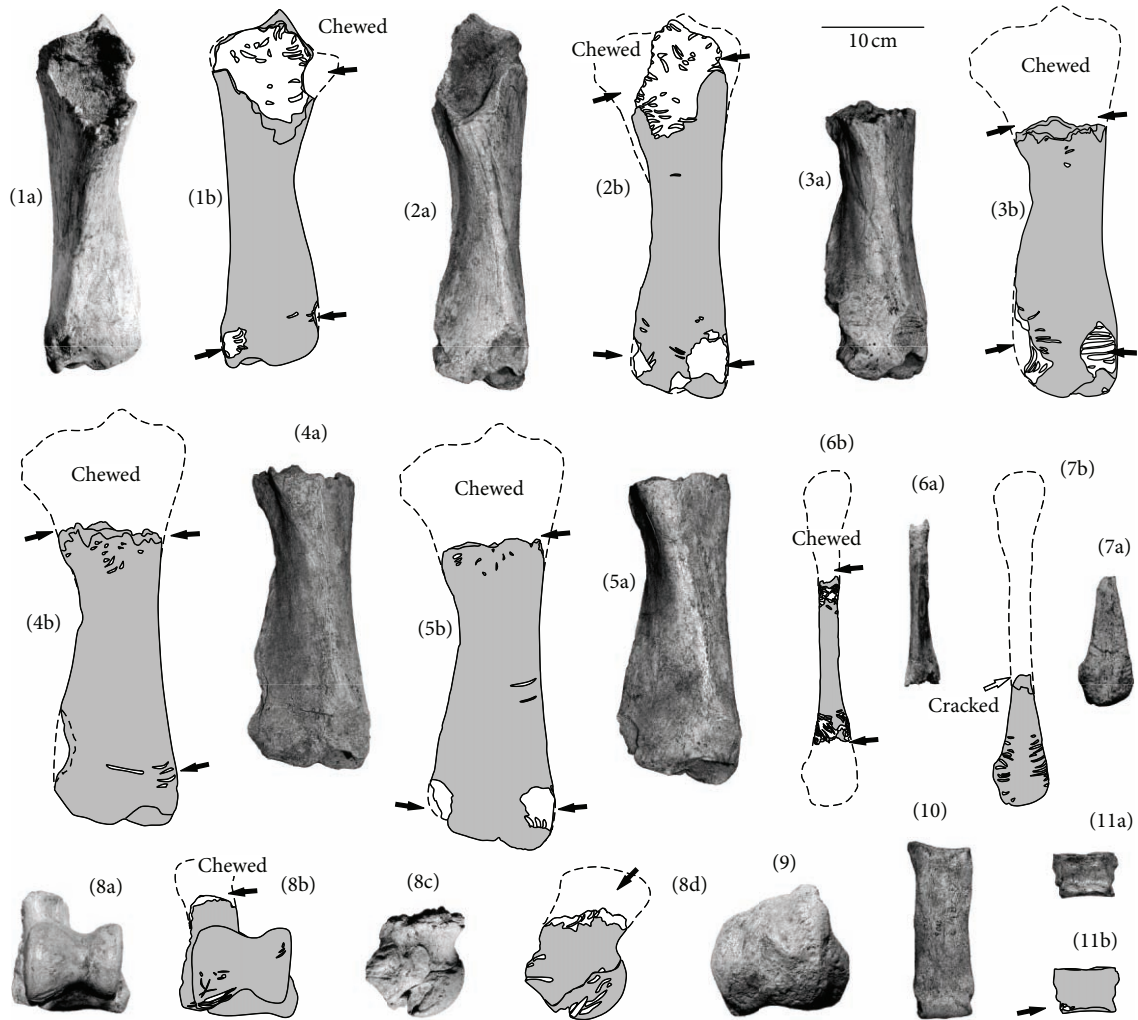 Chewed
10 cm
Chewed
Chewed
(1a)
(1b)
(2a)
(2b)
(3a)
(3b)
(4a)
(6b)
(7b)
Chewed
Chewed
(6a)
Chewed
(7a)
(4b)
(5b)
(5a)
Cracked
Chewed
(8a)
(8b)
(8c)
(8d)
(9)
(10)
(11a)
(11b)